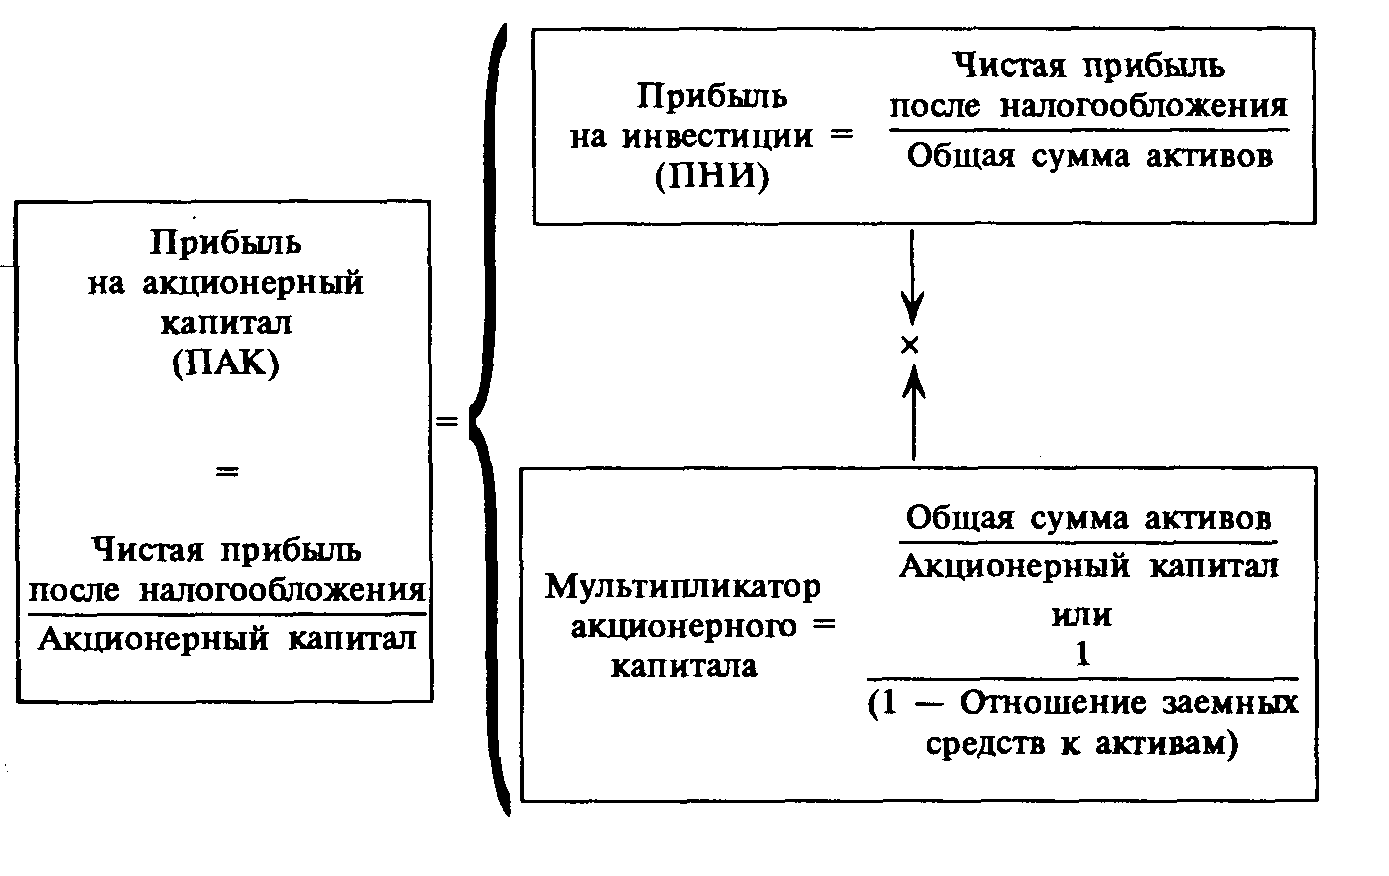 Прибыль
на акционерный
капитал
(ПАК)
=
Чистая прибыль
после налогообложения
Акционерный капитал
=
Прибыль
на инвестиции =
(ПНИ)
Чистая прибыль
после налогообложения
Общая сумма активов
×
Мультипликатор
акционерного =
капитала
Общая сумма активов
Акционерный капитал
или
1
(1 — Отношение заемных
средств к активам)